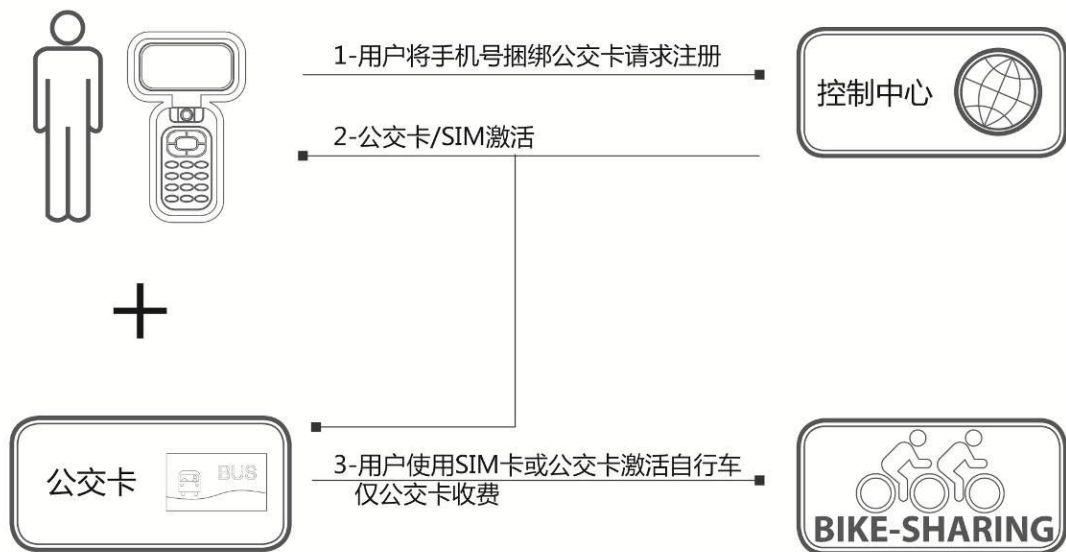 1-用户将手机号捆绑公交卡请求注册
控制中心
2-公交卡/SIM激活
公交卡
BUS
3-用户使用SIM卡或公交卡激活自行车
仅公交卡收费
BIKE-SHARING